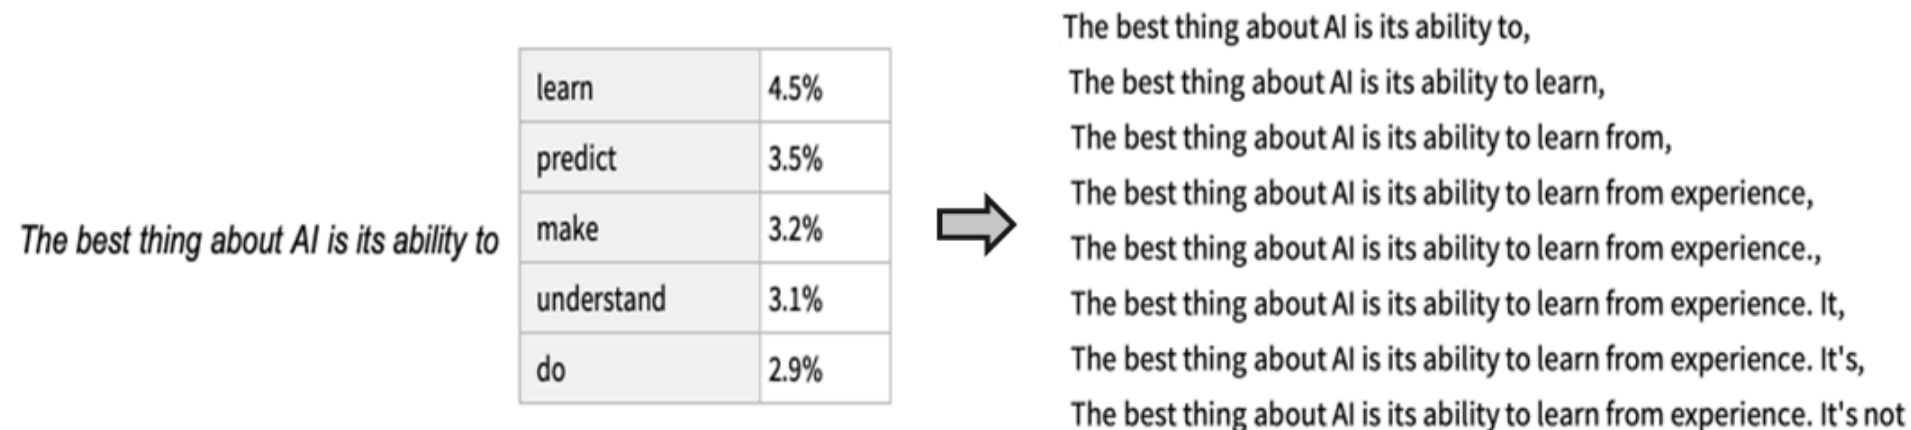 The best thing about AI is its ability to
learn 4.5%
predict 3.5%
make 3.2%
understand 3.1%
do 2.9%
The best thing about AI is its ability to,
The best thing about AI is its ability to learn,
The best thing about AI is its ability to learn from,
The best thing about AI is its ability to learn from experience,
The best thing about AI is its ability to learn from experience.,
The best thing about AI is its ability to learn from experience. It,
The best thing about AI is its ability to learn from experience. It's,
The best thing about AI is its ability to learn from experience. It's not